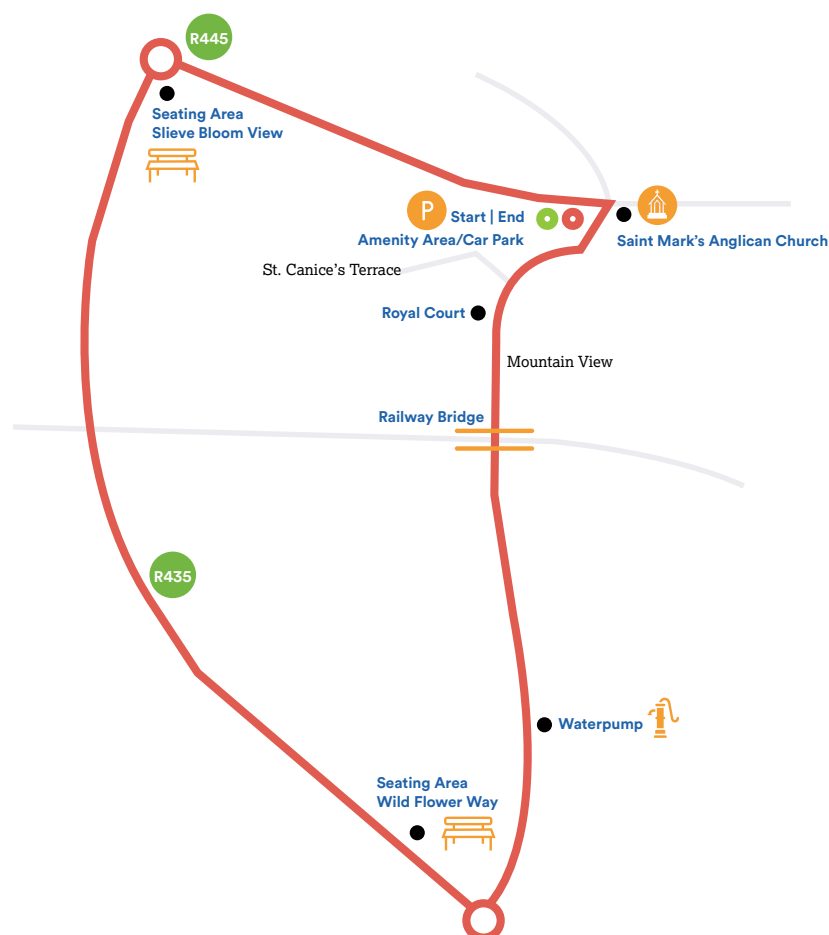 R445
Seating Area
Slieve Bloom View
P
Start | End
Amenity Area/Car Park
Saint Mark's Anglican Church
St. Canice's Terrace
Royal Court
Mountain View
Railway Bridge
R435
Waterpump
Seating Area
Wild Flower Way